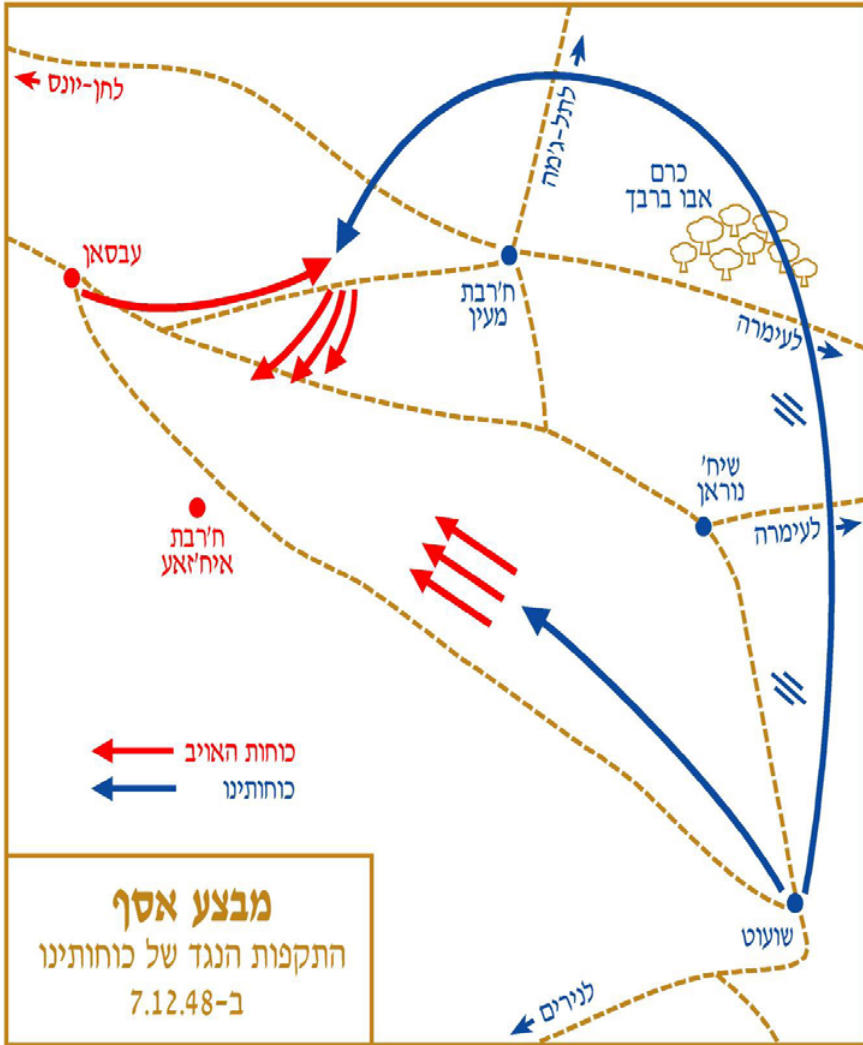 לחן-יונס
לתל-ג׳מה
כרם
אבו ברבך
עבסאן
ח׳רבת
מעין
לעימרה
שיח׳
נוראן
לעימרה
ח׳רבת
איח׳זאע
כוחות האויב
כוחותינו
שועוט
מבצע אסף
התקפות הנגד של כוחותינו
ב-7.12.48
לנירים